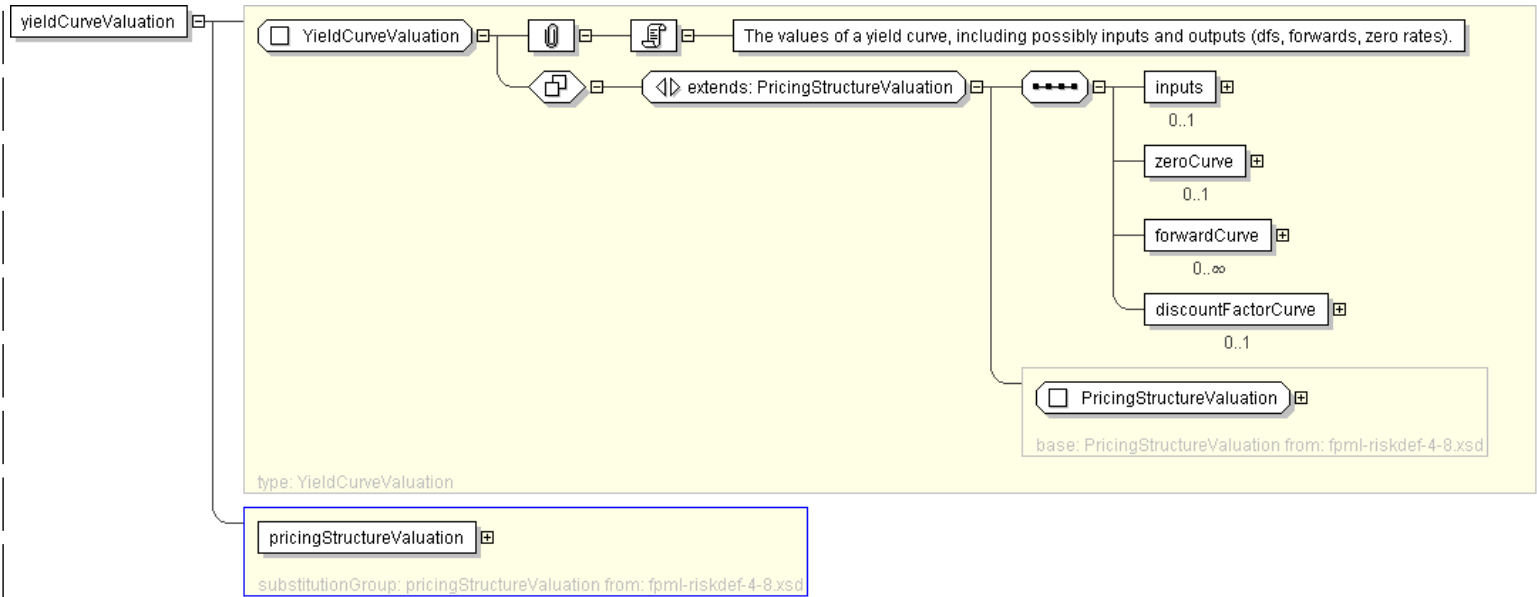 yieldCurveValuation
YieldCurveValuation
The values of a yield curve, including possibly inputs and outputs (dfs, forwards, zero rates).
extends: PricingStructureValuation
inputs
0..1
zeroCurve
0..1
forwardCurve
0..∞
discountFactorCurve
0..1
PricingStructureValuation
base: PricingStructureValuation from: fpml-riskdef-4-8.xsd
type: YieldCurveValuation
pricingStructureValuation
substitutionGroup: pricingStructureValuation from: fpml-riskdef-4-8.xsd